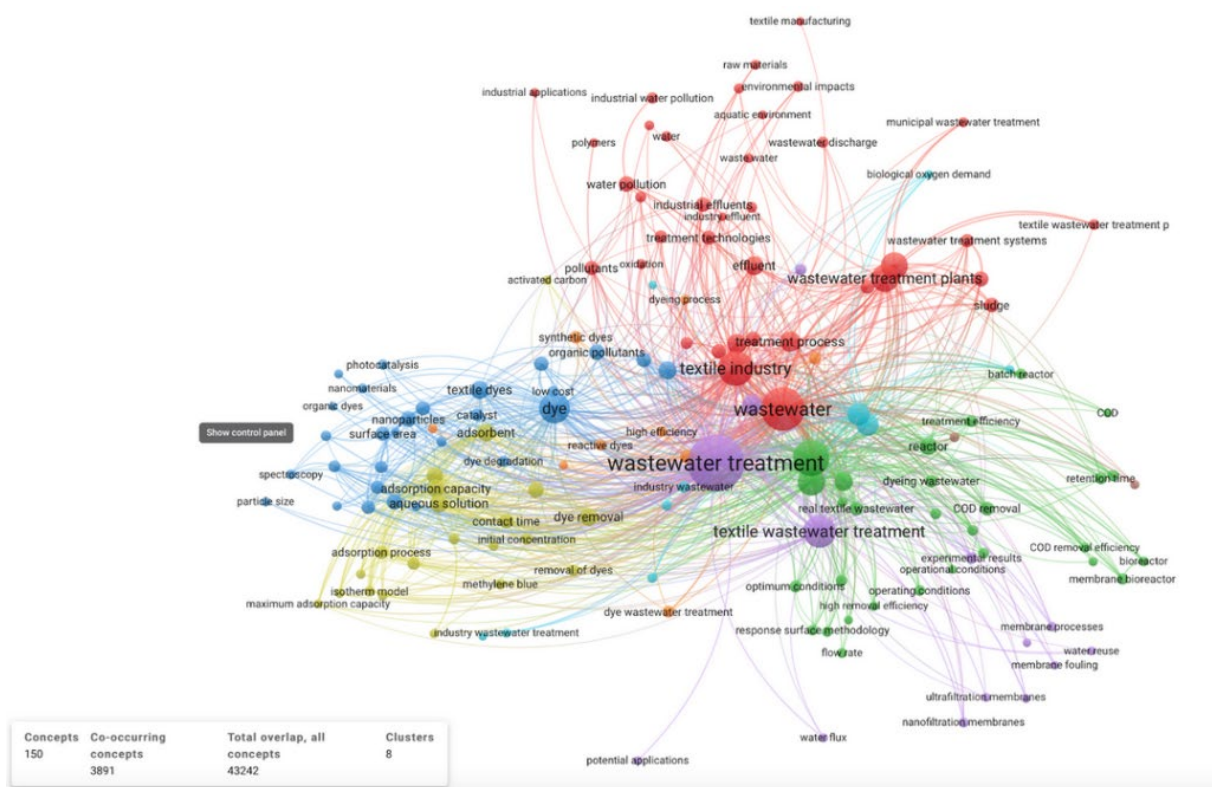 textile manufacturing
raw materials
environmental impacts
industrial applications
industrial water pollution
aquatic environment
municipal wastewater treatment
water
polymers
wastewater discharge
waste water
biological oxygen demand
water pollution
industrial effluents
industry effluent
textile wastewater treatment p
treatment technologies
wastewater treatment systems
pollutants
oxidation
effluent
activated carbon
wastewater treatment plants
dyeing process
sludge
synthetic dyes
treatment process
organic pollutants
photocatalysis
textile industry
batch reactor
nanomaterials
textile dyes
low cost
organic dyes
dye
wastewater
COD
nanoparticles
catalyst
treatment efficiency
Show control panel
surface area
adsorbent
high efficiency
reactive dyes
reactor
dye degradation
wastewater treatment
spectroscopy
retention time
dyeing wastewater
industry wastewater
adsorption capacity
particle size
aqueous solution
real textile wastewater
COD removal
contact time
dye removal
textile wastewater treatment
initial concentration
adsorption process
COD removal efficiency
experimental results
bioreactor
operational conditions
removal of dyes
membrane bioreactor
methylene blue
optimum conditions
isotherm model
operating conditions
maximum adsorption capacity
high removal efficiency
dye wastewater treatment
membrane processes
industry wastewater treatment
response surface methodology
water reuse
flow rate
membrane fouling
ultrafiltration membranes
nanofiltration membranes
water flux
potential applications
Concepts Co-occurring Total overlap, all Clusters
150 concepts concepts 8
3891 43242